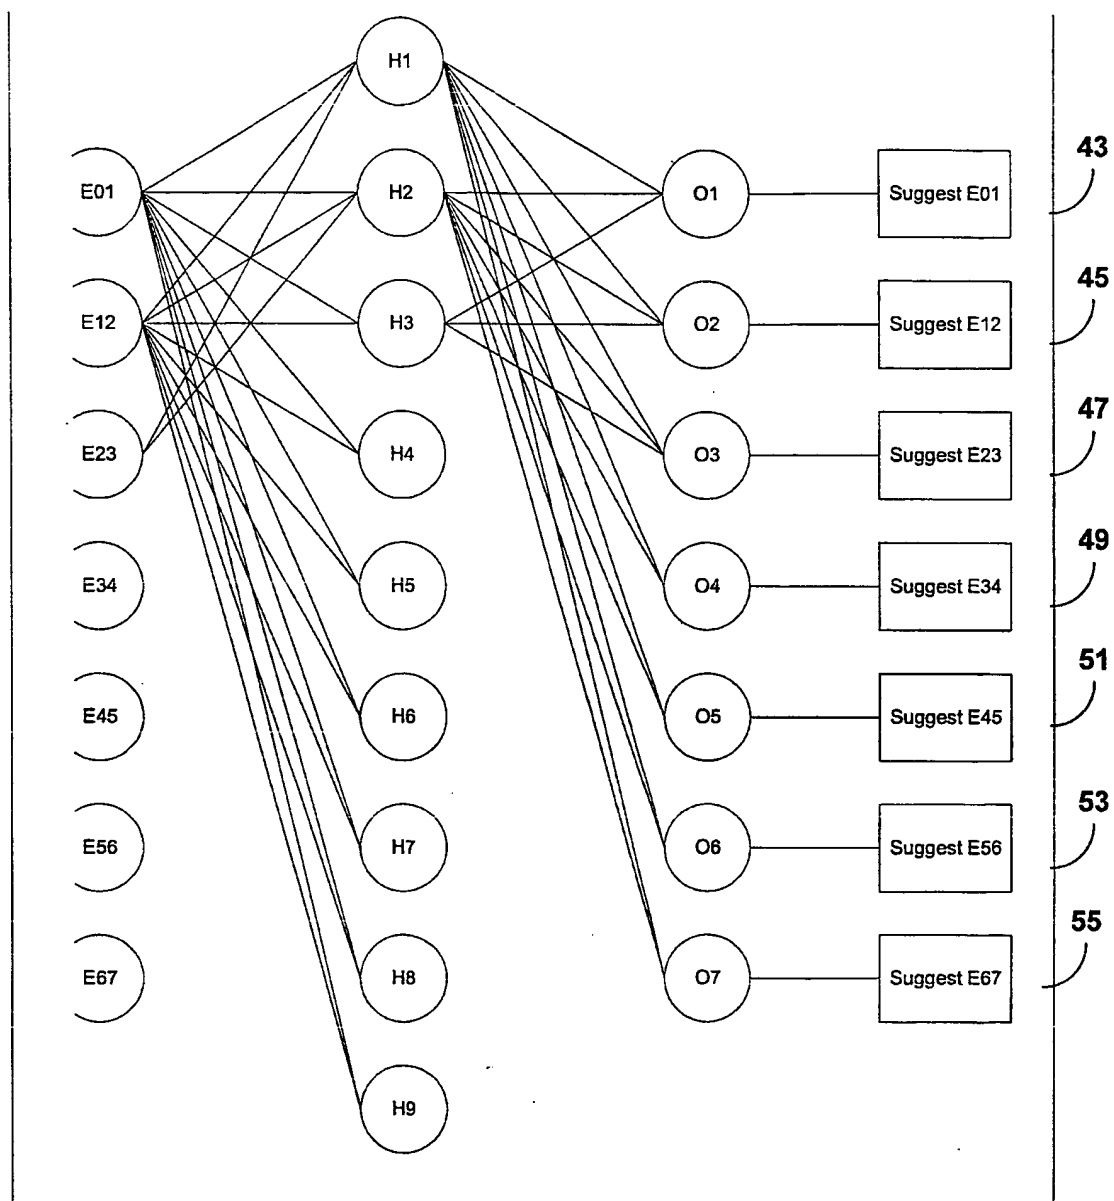 H1
E01 H2 O1 Suggest E01 43
E12 H3 O2 Suggest E12 45
E23 H4 O3 Suggest E23 47
E34 H5 O4 Suggest E34 49
E45 H6 O5 Suggest E45 51
E56 H7 O6 Suggest E56 53
E67 H8 O7 Suggest E67 55
H9